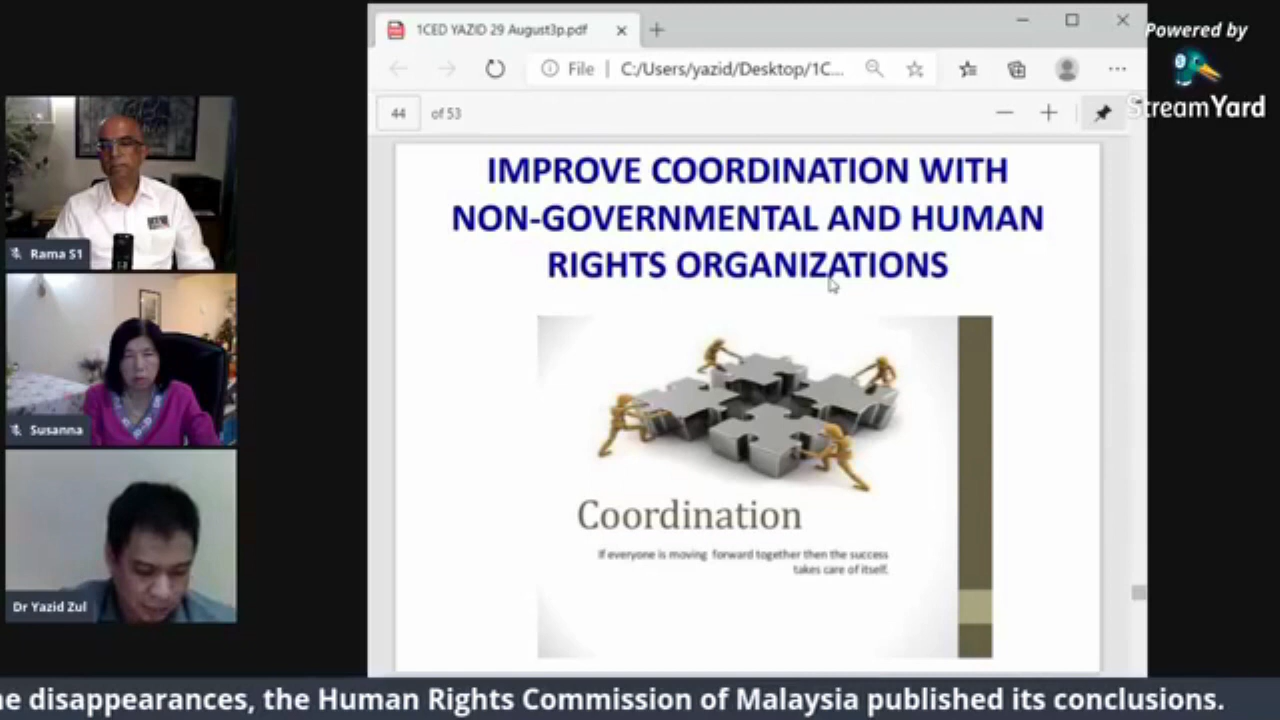 1CED YAZID 29 August3p.pdf
Powered by
StreamYard
File
C:/Users/yazid/Desktop/1C...
44
of 53
IMPROVE COORDINATION WITH
NON-GOVERNMENTAL AND HUMAN
RIGHTS ORGANIZATIONS
Coordination
If everyone is moving forward together then the success
takes care of itself.
Rama S1
Susanna
Dr Yazid Zul
disappearances, the Human Rights Commission of Malaysia published its conclusions.